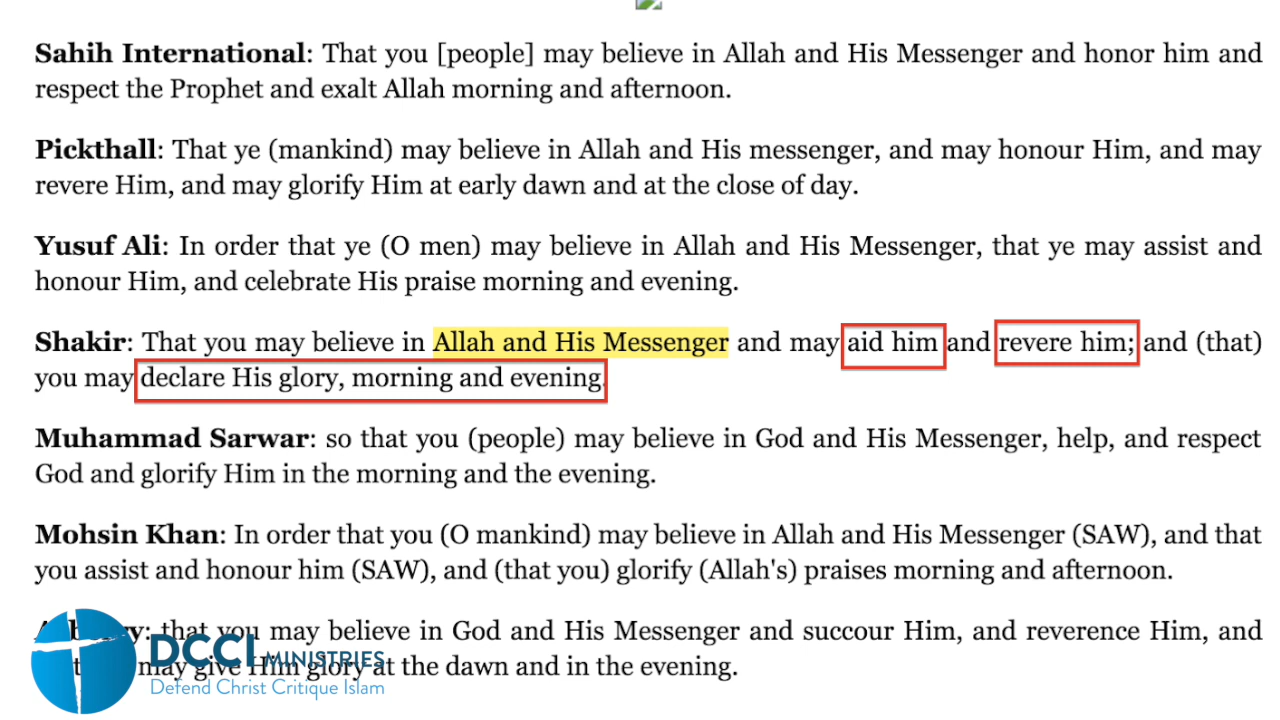 Sahih International: That you [people] may believe in Allah and His Messenger and honor him and
respect the Prophet and exalt Allah morning and afternoon.
Pickthall: That ye (mankind) may believe in Allah and His messenger, and may honour Him, and may
revere Him, and may glorify Him at early dawn and at the close of day.
Yusuf Ali: In order that ye (O men) may believe in Allah and His Messenger, that ye may assist and
honour Him, and celebrate His praise morning and evening.
Shakir: That you may believe in Allah and His Messenger and may aid him and revere him; and (that)
you may declare His glory, morning and evening.
Muhammad Sarwar: so that you (people) may believe in God and His Messenger, help, and respect
God and glorify Him in the morning and the evening.
Mohsin Khan: In order that you (O mankind) may believe in Allah and His Messenger (SAW), and that
you assist and honour him (SAW), and (that you) glorify (Allah's) praises morning and afternoon.
that you may believe in God and His Messenger and succour Him, and reverence Him, and
may give Him glory at the dawn and in the evening.
DCCI MINISTRIES
Defend Christ Critique Islam